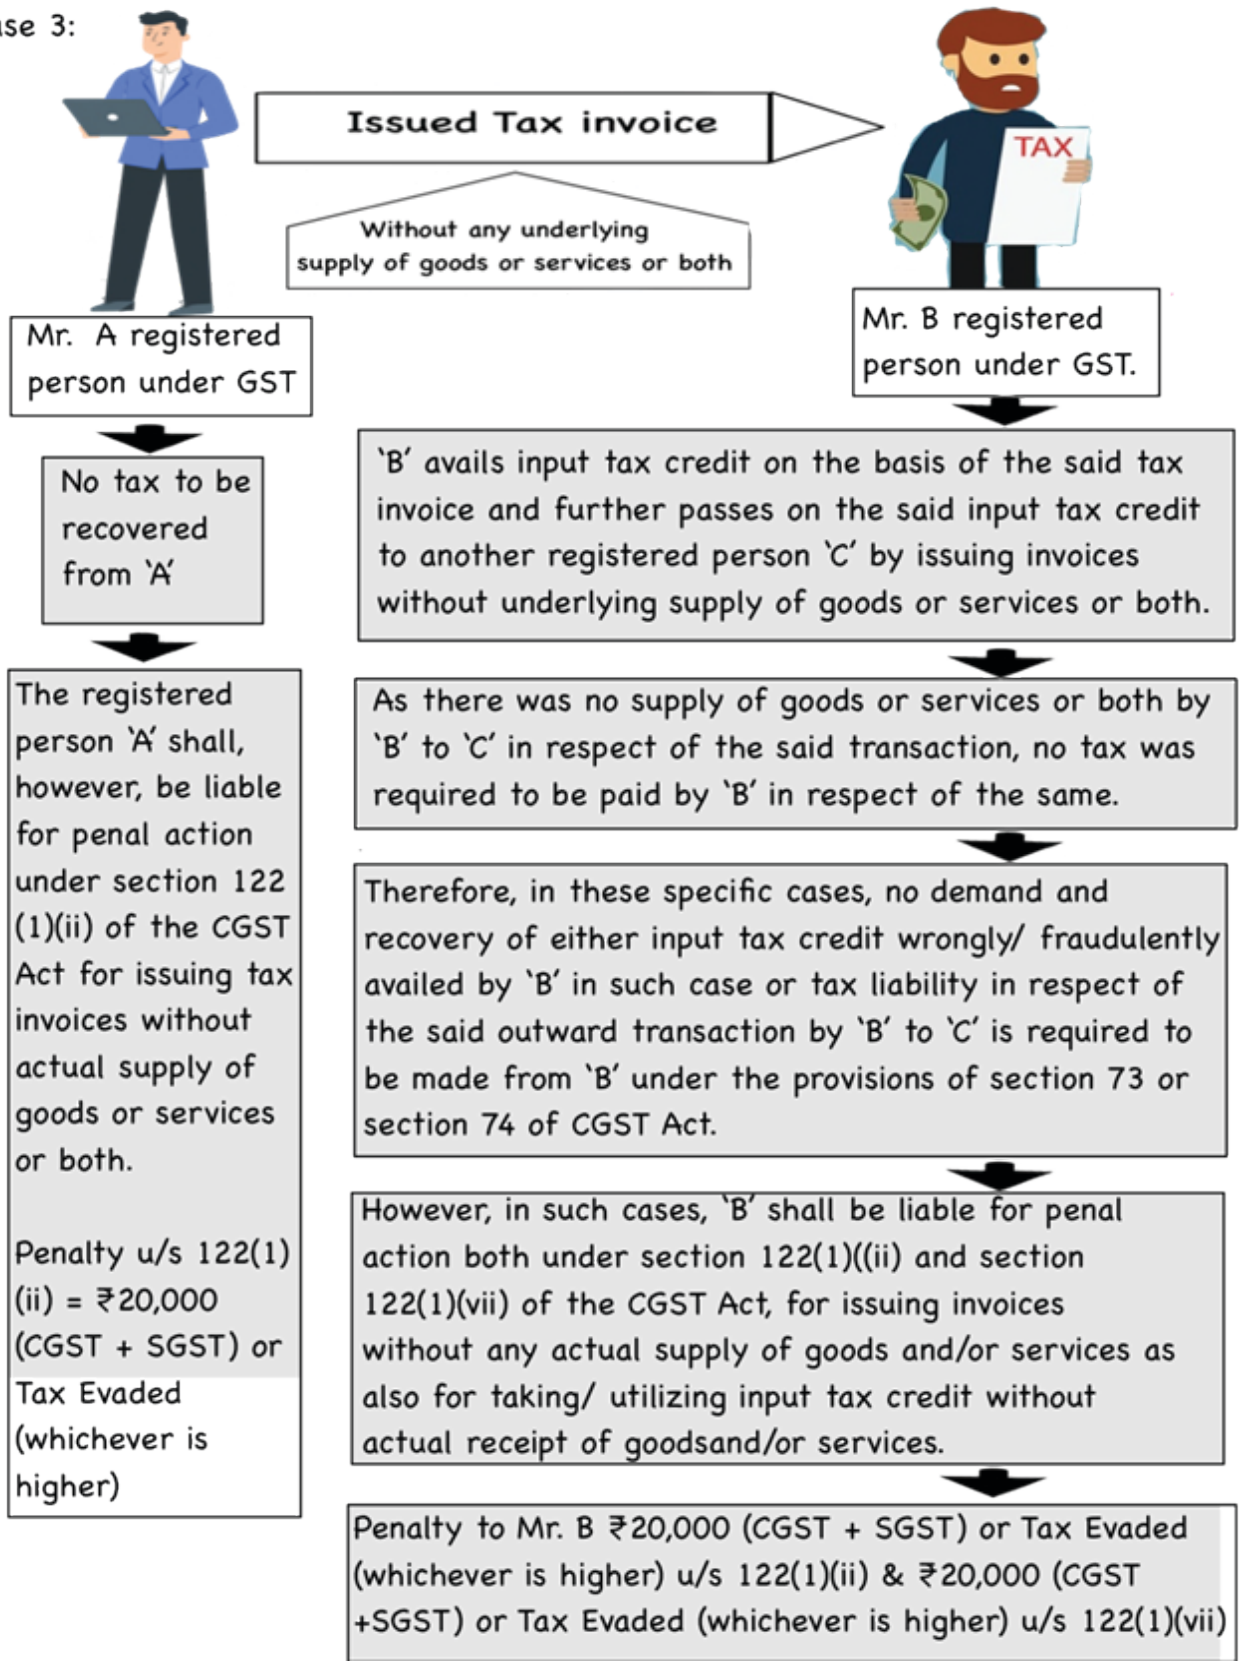 ase 3:
Issued Tax invoice
TAX
Without any underlying
supply of goods or services or both
Mr. A registered
person under GST
Mr. B registered
person under GST.
No tax to be
recovered
from 'A'
The registered
person 'A' shall,
however, be liable
for penal action
under section 122
(1)(ii) of the CGST
Act for issuing tax
invoices without
actual supply of
goods or services
or both.
Penalty u/s 122(1)
(ii) = ₹20,000
(CGST + SGST) or
Tax Evaded
(whichever is
higher)
'B' avails input tax credit on the basis of the said tax
invoice and further passes on the said input tax credit
to another registered person 'C' by issuing invoices
without underlying supply of goods or services or both.
As there was no supply of goods or services or both by
'B' to 'C' in respect of the said transaction, no tax was
required to be paid by 'B' in respect of the same.
Therefore, in these specific cases, no demand and
recovery of either input tax credit wrongly/ fraudulently
availed by 'B' in such case or tax liability in respect of
the said outward transaction by 'B' to 'C' is required to
be made from 'B' under the provisions of section 73 or
section 74 of CGST Act.
However, in such cases, 'B' shall be liable for penal
action both under section 122(1)((ii) and section
122(1)(vii) of the CGST Act, for issuing invoices
without any actual supply of goods and/or services as
also for taking/ utilizing input tax credit without
actual receipt of goodsand/or services.
Penalty to Mr. B ₹20,000 (CGST + SGST) or Tax Evaded
(whichever is higher) u/s 122(1)(ii) & ₹20,000 (CGST
+SGST) or Tax Evaded (whichever is higher) u/s 122(1)(vii)